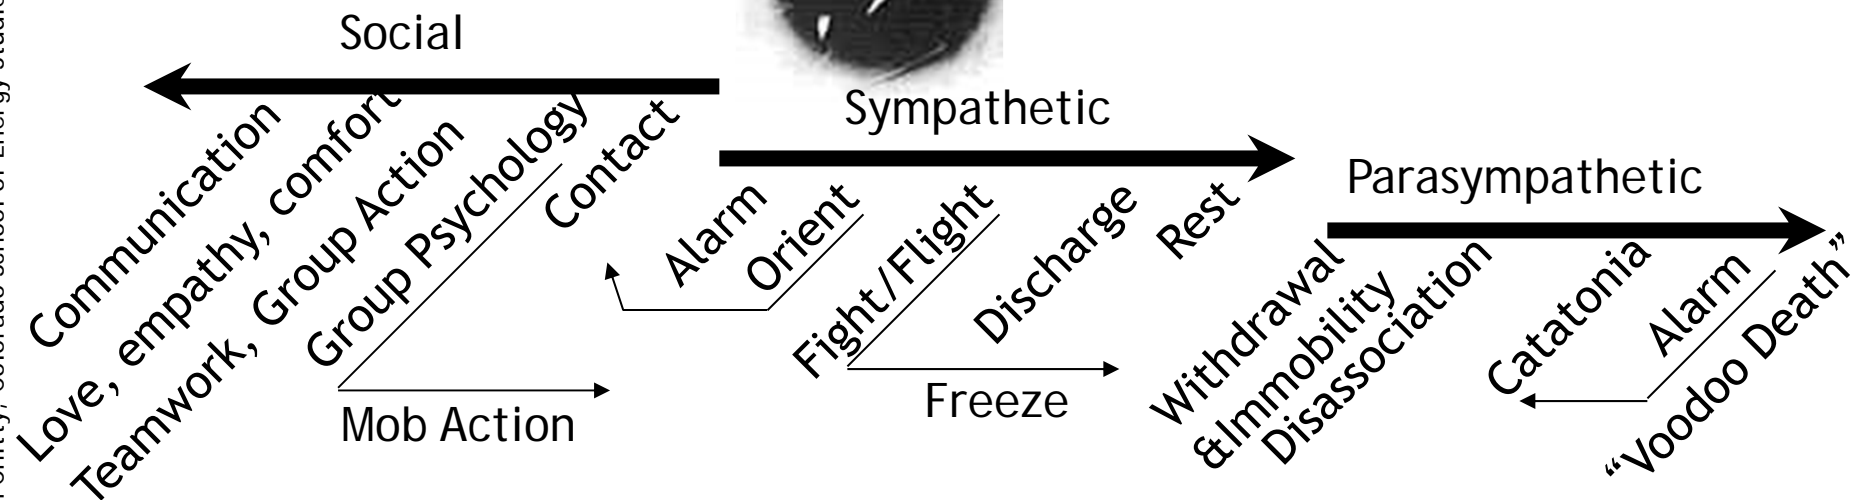 Social
Communication
Love, empathy, comfort
Teamwork, Group Action
Group Psychology
Contact
Mob Action
Sympathetic
Alarm
Orient
Fight/Flight
Discharge
Rest
Freeze
Parasympathetic
Withdrawal
&Immobility
Disassociation
Catatonia
Alarm
“Voodoo Death”